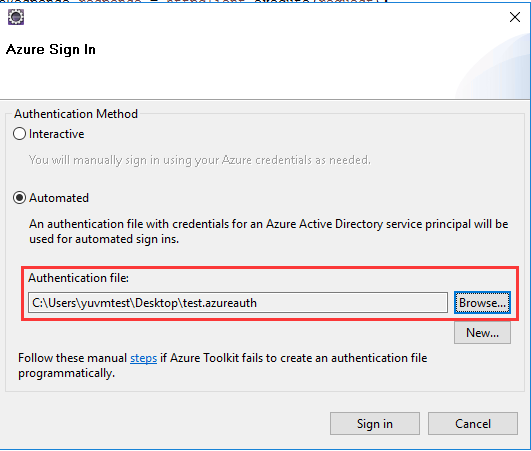 Azure Sign In
Authentication Method
Interactive
You will manually sign in using your Azure credentials as needed.
Automated
An authentication file with credentials for an Azure Active Directory service principal will be
used for automated sign ins.
Authentication file:
C:\Users\yuvmtest\Desktop\test.azureauth
Browse...
New...
Follow these manual steps if Azure Toolkit fails to create an authentication file
programmatically.
Sign in
Cancel